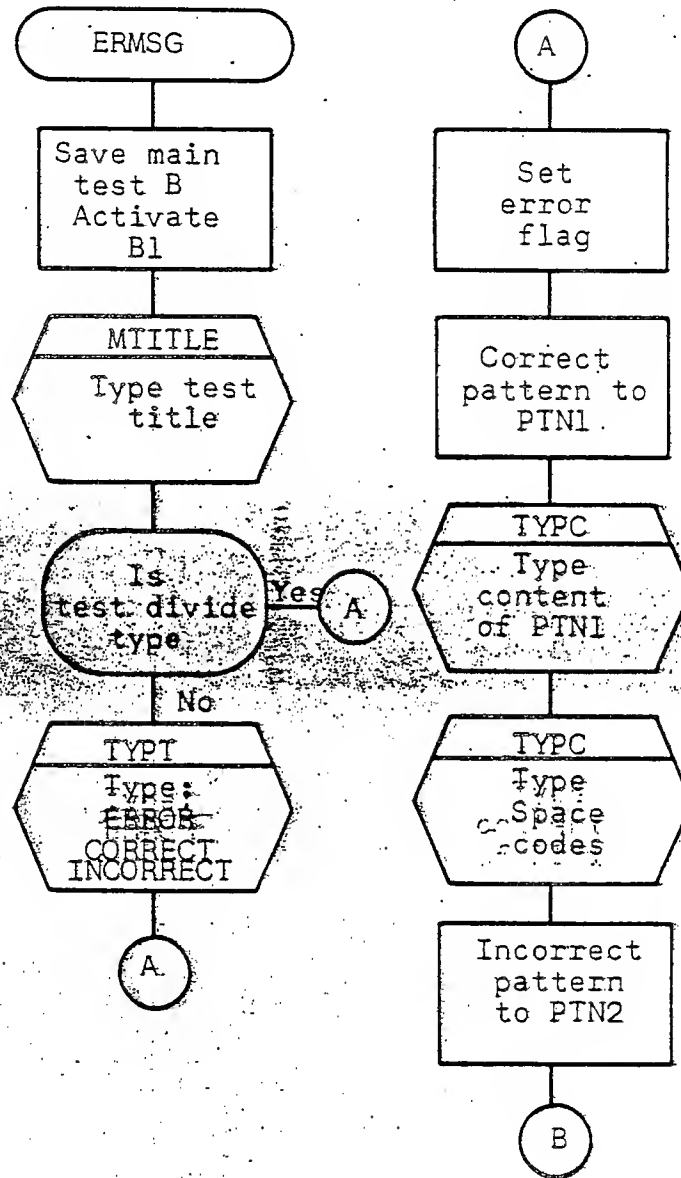 ERMSG
Save main
test B
Activate
B1
MTITLE
Type test
title
Is
test divide
type
Yes
A
No
TYPT
Type:
ERROR
CORRECT
INCORRECT
A
A
Set
error
flag
Correct
pattern to
PTN1
TYPC
Type
content
of PTN1
TYPC
Type
Space
codes
Incorrect
pattern
to PTN2
B